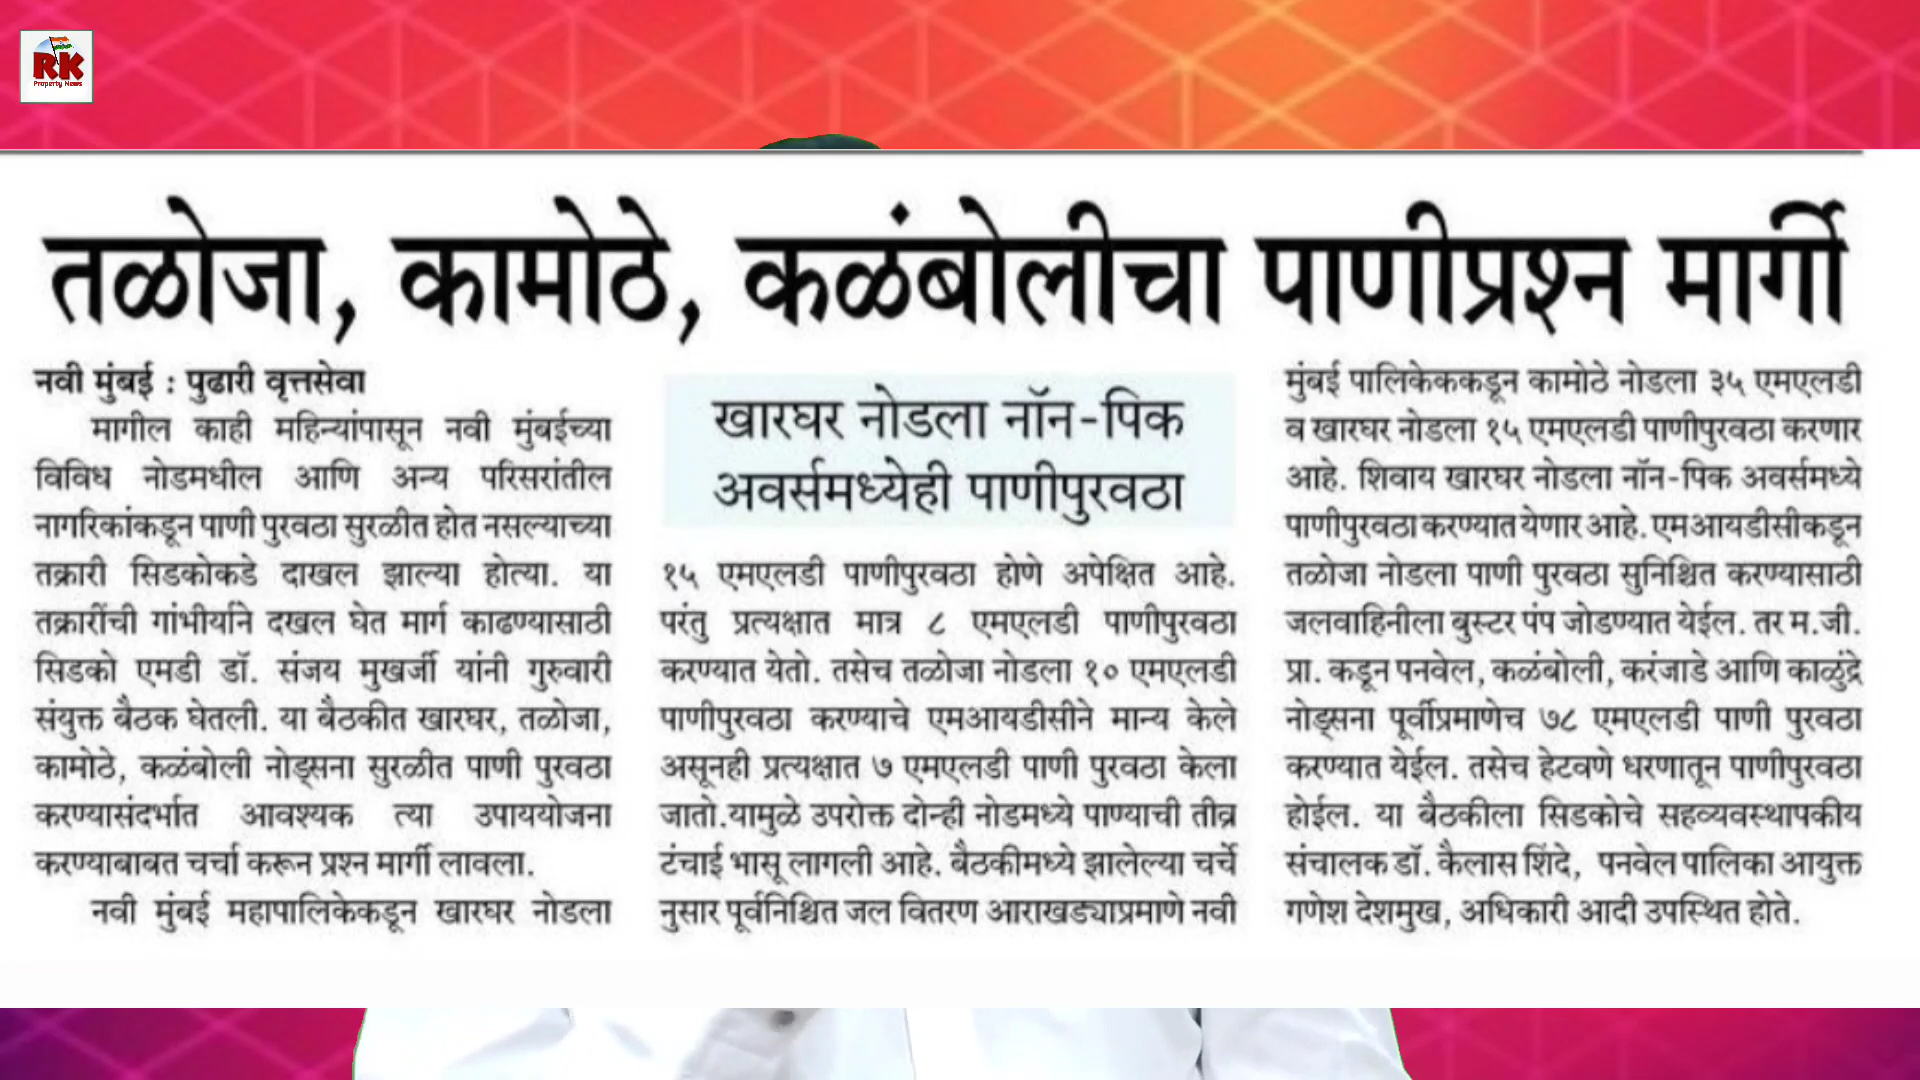 RK
Property News
तळोजा, कामोठे, कळंबोलीचा पाणीप्रश्न मार्गी
नवी मुंबई : पुढारी वृत्तसेवा
मागील काही महिन्यांपासून नवी मुंबईच्या
विविध नोडमधील आणि अन्य परिसरांतील
नागरिकांकडून पाणी पुरवठा सुरळीत होत नसल्याच्या
तक्रारी सिडकोकडे दाखल झाल्या होत्या. या
तक्रारींची गांभीर्याने दखल घेत मार्ग काढण्यासाठी
सिडको एमडी डॉ. संजय मुखर्जी यांनी गुरुवारी
संयुक्त बैठक घेतली. या बैठकीत खारघर, तळोजा,
कामोठे, कळंबोली नोड्सना सुरळीत पाणी पुरवठा
करण्यासंदर्भात आवश्यक त्या उपाययोजना
करण्याबाबत चर्चा करून प्रश्न मार्गी लावला.
नवी मुंबई महापालिकेकडून खारघर नोडला
खारघर नोडला नॉन-पिक
अवर्समध्येही पाणीपुरवठा
१५ एमएलडी पाणीपुरवठा होणे अपेक्षित आहे.
परंतु प्रत्यक्षात मात्र ८ एमएलडी पाणीपुरवठा
करण्यात येतो. तसेच तळोजा नोडला १० एमएलडी
पाणीपुरवठा करण्याचे एमआयडीसीने मान्य केले
असूनही प्रत्यक्षात ७ एमएलडी पाणी पुरवठा केला
जातो.यामुळे उपरोक्त दोन्ही नोडमध्ये पाण्याची तीव्र
टंचाई भासू लागली आहे. बैठकीमध्ये झालेल्या चर्चे
नुसार पूर्वनिश्चित जल वितरण आराखड्याप्रमाणे नवी
मुंबई पालिकेककडून कामोठे नोडला ३५ एमएलडी
व खारघर नोडला १५ एमएलडी पाणीपुरवठा करणार
आहे. शिवाय खारघर नोडला नॉन-पिक अवर्समध्ये
पाणीपुरवठा करण्यात येणार आहे. एमआयडीसीकडून
तळोजा नोडला पाणी पुरवठा सुनिश्चित करण्यासाठी
जलवाहिनीला बुस्टर पंप जोडण्यात येईल. तर म.जी.
प्रा. कडून पनवेल, कळंबोली, करंजाडे आणि काळुंद्रे
नोड्सना पूर्वीप्रमाणेच ७८ एमएलडी पाणी पुरवठा
करण्यात येईल. तसेच हेटवणे धरणातून पाणीपुरवठा
होईल. या बैठकीला सिडकोचे सहव्यवस्थापकीय
संचालक डॉ. कैलास शिंदे, पनवेल पालिका आयुक्त
गणेश देशमुख, अधिकारी आदी उपस्थित होते.